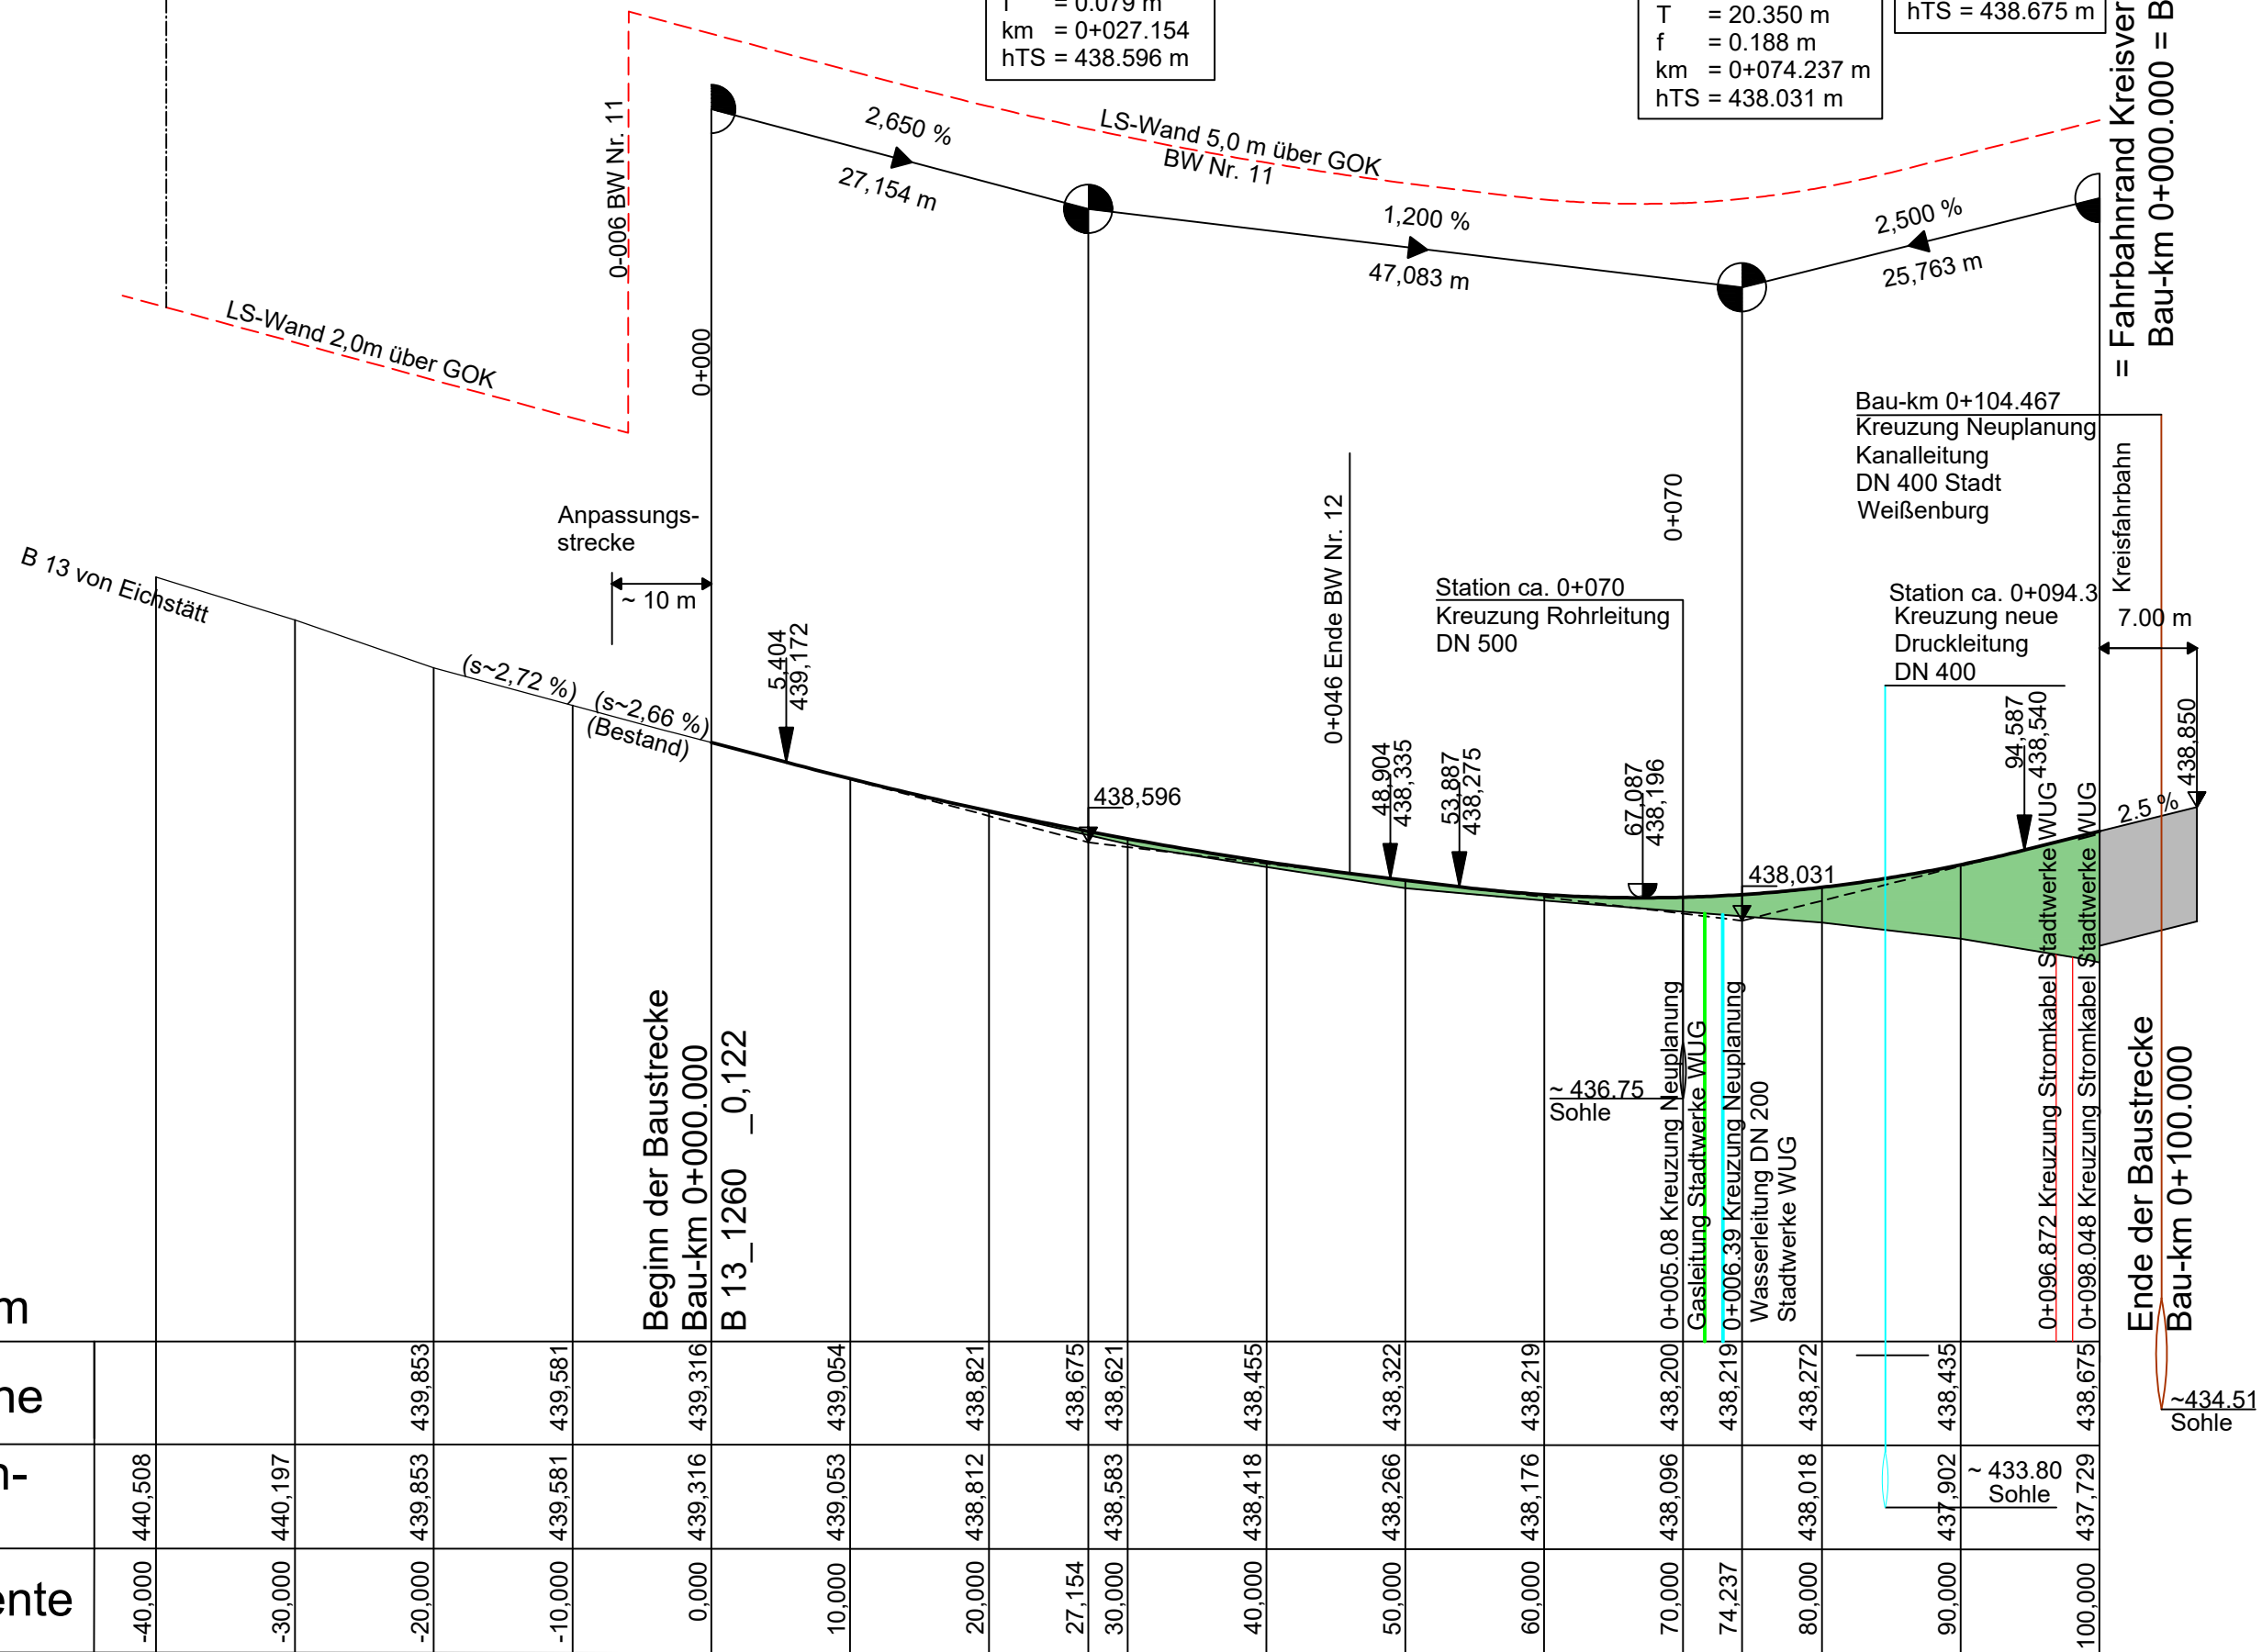 = 0.079 m
km = 0+027.154
hTS = 438.596 m
T = 20.350 m
f = 0.188 m
km = 0+074.237 m
hTS = 438.031 m
hTS = 438.675 m
= Fahrbahnrand Kreisver
Bau-km 0+000.000 = B
0-006 BW Nr. 11
2,650 %
27,154 m
LS-Wand 5,0 m über GOK
BW Nr. 11
1,200 %
47,083 m
2,500 %
25,763 m
LS-Wand 2,0m über GOK
0+000
Bau-km 0+104.467
Kreuzung Neuplanung
Kanalleitung
DN 400 Stadt
Weißenburg
Kreisfahrbahn
Anpassungs-
strecke
~ 10 m
B 13 von Eichstätt
(s~2,72 %)
(s~2,66 %)
(Bestand)
5,404
439,172
438,596
0+046 Ende BW Nr. 12
0+070
Station ca. 0+070
Kreuzung Rohrleitung
DN 500
Station ca. 0+094.3
Kreuzung neue
Druckleitung
DN 400
7.00 m
48,904
438,335
53,887
438,275
67,087
438,196
438,031
94,587
438,540
438,850
2.5 %
~ 436.75
Sohle
Beginn der Baustrecke
Bau-km 0+000.000
B 13_1260 _0,122
0+005.08 Kreuzung Neuplanung
Gasleitung Stadtwerke WUG
0+006.39 Kreuzung Neuplanung
Wasserleitung DN 200
Stadtwerke WUG
0+096.872 Kreuzung Stromkabel Stadtwerke WUG
0+098.048 Kreuzung Stromkabel Stadtwerke WUG
Ende der Baustrecke
Bau-km 0+100.000
~434.51
Sohle
m
ne
439,853
439,581
439,316
439,054
438,821
438,675
438,621
438,455
438,322
438,219
438,200
438,219
438,272
438,435
438,675
n-
440,508
440,197
439,853
439,581
439,316
439,053
438,812
438,583
438,418
438,266
438,176
438,096
438,018
437,902
~ 433.80
Sohle
437,729
ente
-40,000
-30,000
-20,000
-10,000
0,000
10,000
20,000
27,154
30,000
40,000
50,000
60,000
70,000
74,237
80,000
90,000
100,000